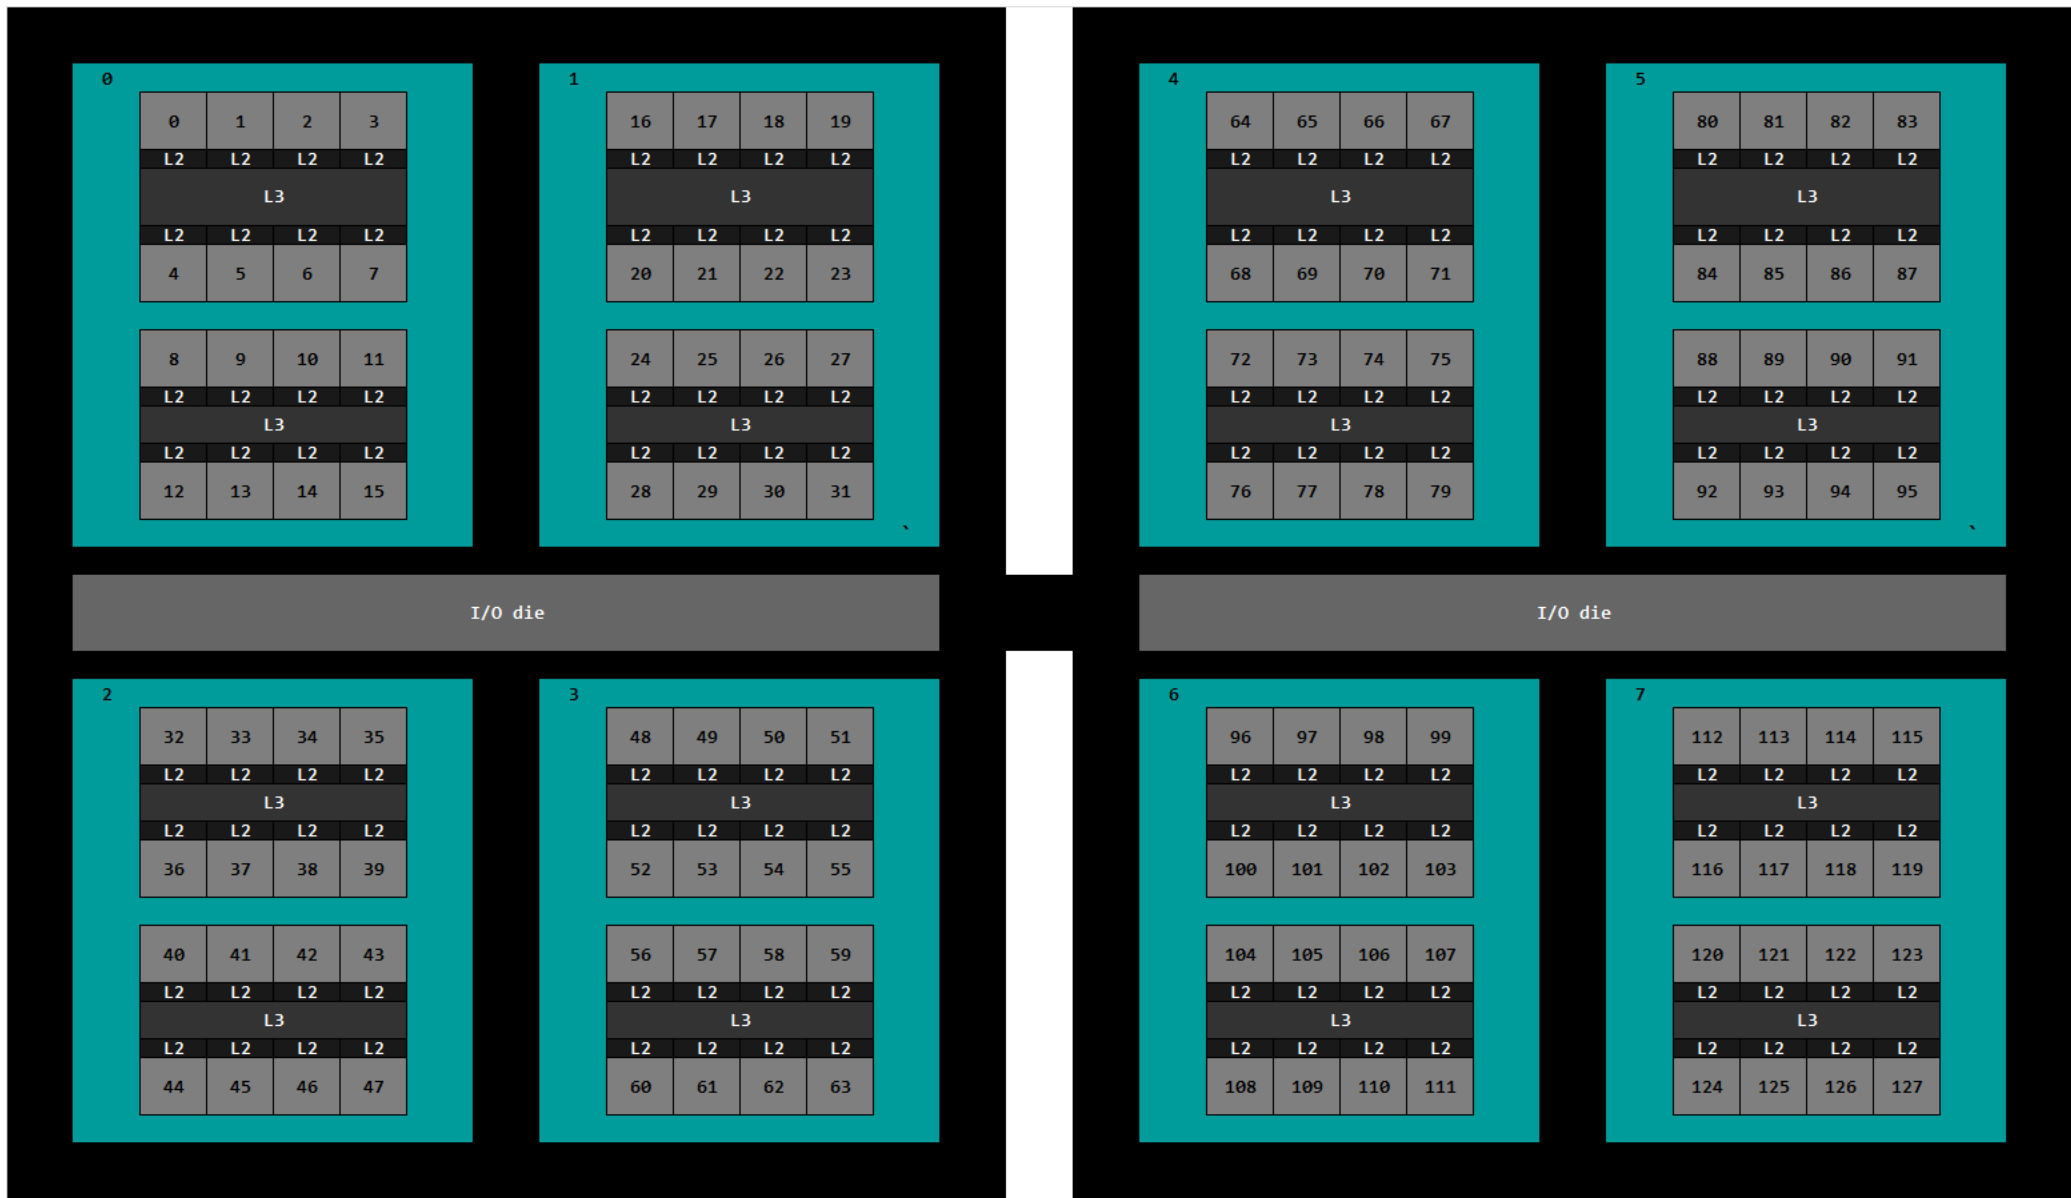 0 1 4 5
0 1 2 3 16 17 18 19 64 65 66 67 80 81 82 83
L2 L2 L2 L2 L2 L2 L2 L2 L2 L2 L2 L2 L2 L2 L2 L2
L3 L3 L3 L3
L2 L2 L2 L2 L2 L2 L2 L2 L2 L2 L2 L2 L2 L2 L2 L2
4 5 6 7 20 21 22 23 68 69 70 71 84 85 86 87
8 9 10 11 24 25 26 27 72 73 74 75 88 89 90 91
L2 L2 L2 L2 L2 L2 L2 L2 L2 L2 L2 L2 L2 L2 L2 L2
L3 L3 L3 L3
L2 L2 L2 L2 L2 L2 L2 L2 L2 L2 L2 L2 L2 L2 L2 L2
12 13 14 15 28 29 30 31 76 77 78 79 92 93 94 95
` `
I/O die I/O die
2 3 6 7
32 33 34 35 48 49 50 51 96 97 98 99 112 113 114 115
L2 L2 L2 L2 L2 L2 L2 L2 L2 L2 L2 L2 L2 L2 L2 L2
L3 L3 L3 L3
L2 L2 L2 L2 L2 L2 L2 L2 L2 L2 L2 L2 L2 L2 L2 L2
36 37 38 39 52 53 54 55 100 101 102 103 116 117 118 119
40 41 42 43 56 57 58 59 104 105 106 107 120 121 122 123
L2 L2 L2 L2 L2 L2 L2 L2 L2 L2 L2 L2 L2 L2 L2 L2
L3 L3 L3 L3
L2 L2 L2 L2 L2 L2 L2 L2 L2 L2 L2 L2 L2 L2 L2 L2
44 45 46 47 60 61 62 63 108 109 110 111 124 125 126 127